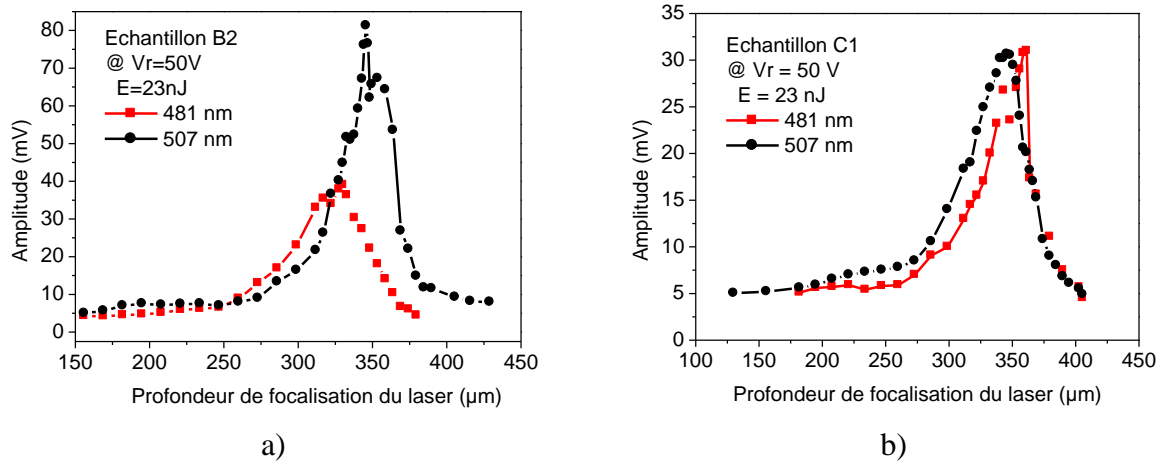 Echantillon B2
@ Vr=50V
E=23nJ
481 nm
507 nm
Amplitude (mV)
80
70
60
50
40
30
20
10
0
150 200 250 300 350 400 450
Profondeur de focalisation du laser (µm)
a)
Echantillon C1
@ Vr = 50 V
E = 23 nJ
481 nm
507 nm
Amplitude (mV)
35
30
25
20
15
10
5
0
100 150 200 250 300 350 400 450
Profondeur de focalisation du laser (µm)
b)